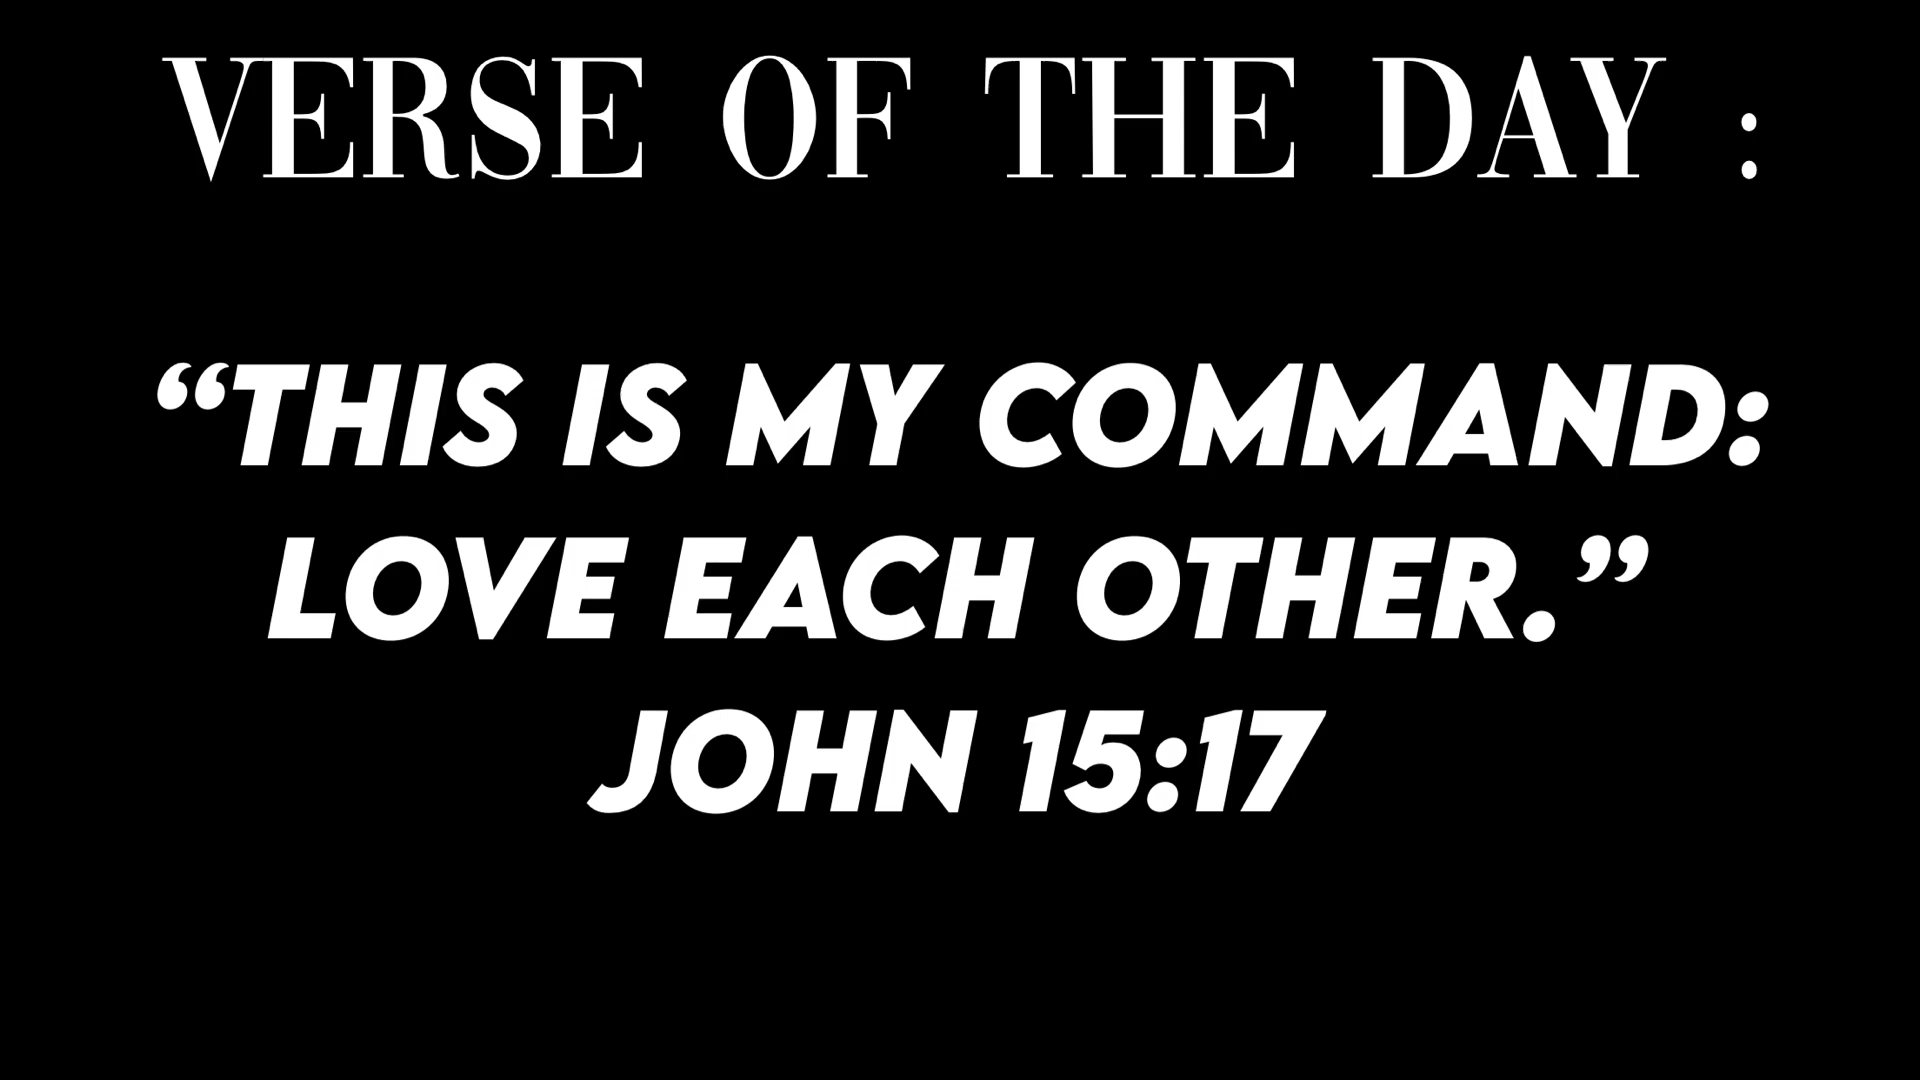 VERSE OF THE DAY :
“THIS IS MY COMMAND:
LOVE EACH OTHER.”
JOHN 15:17